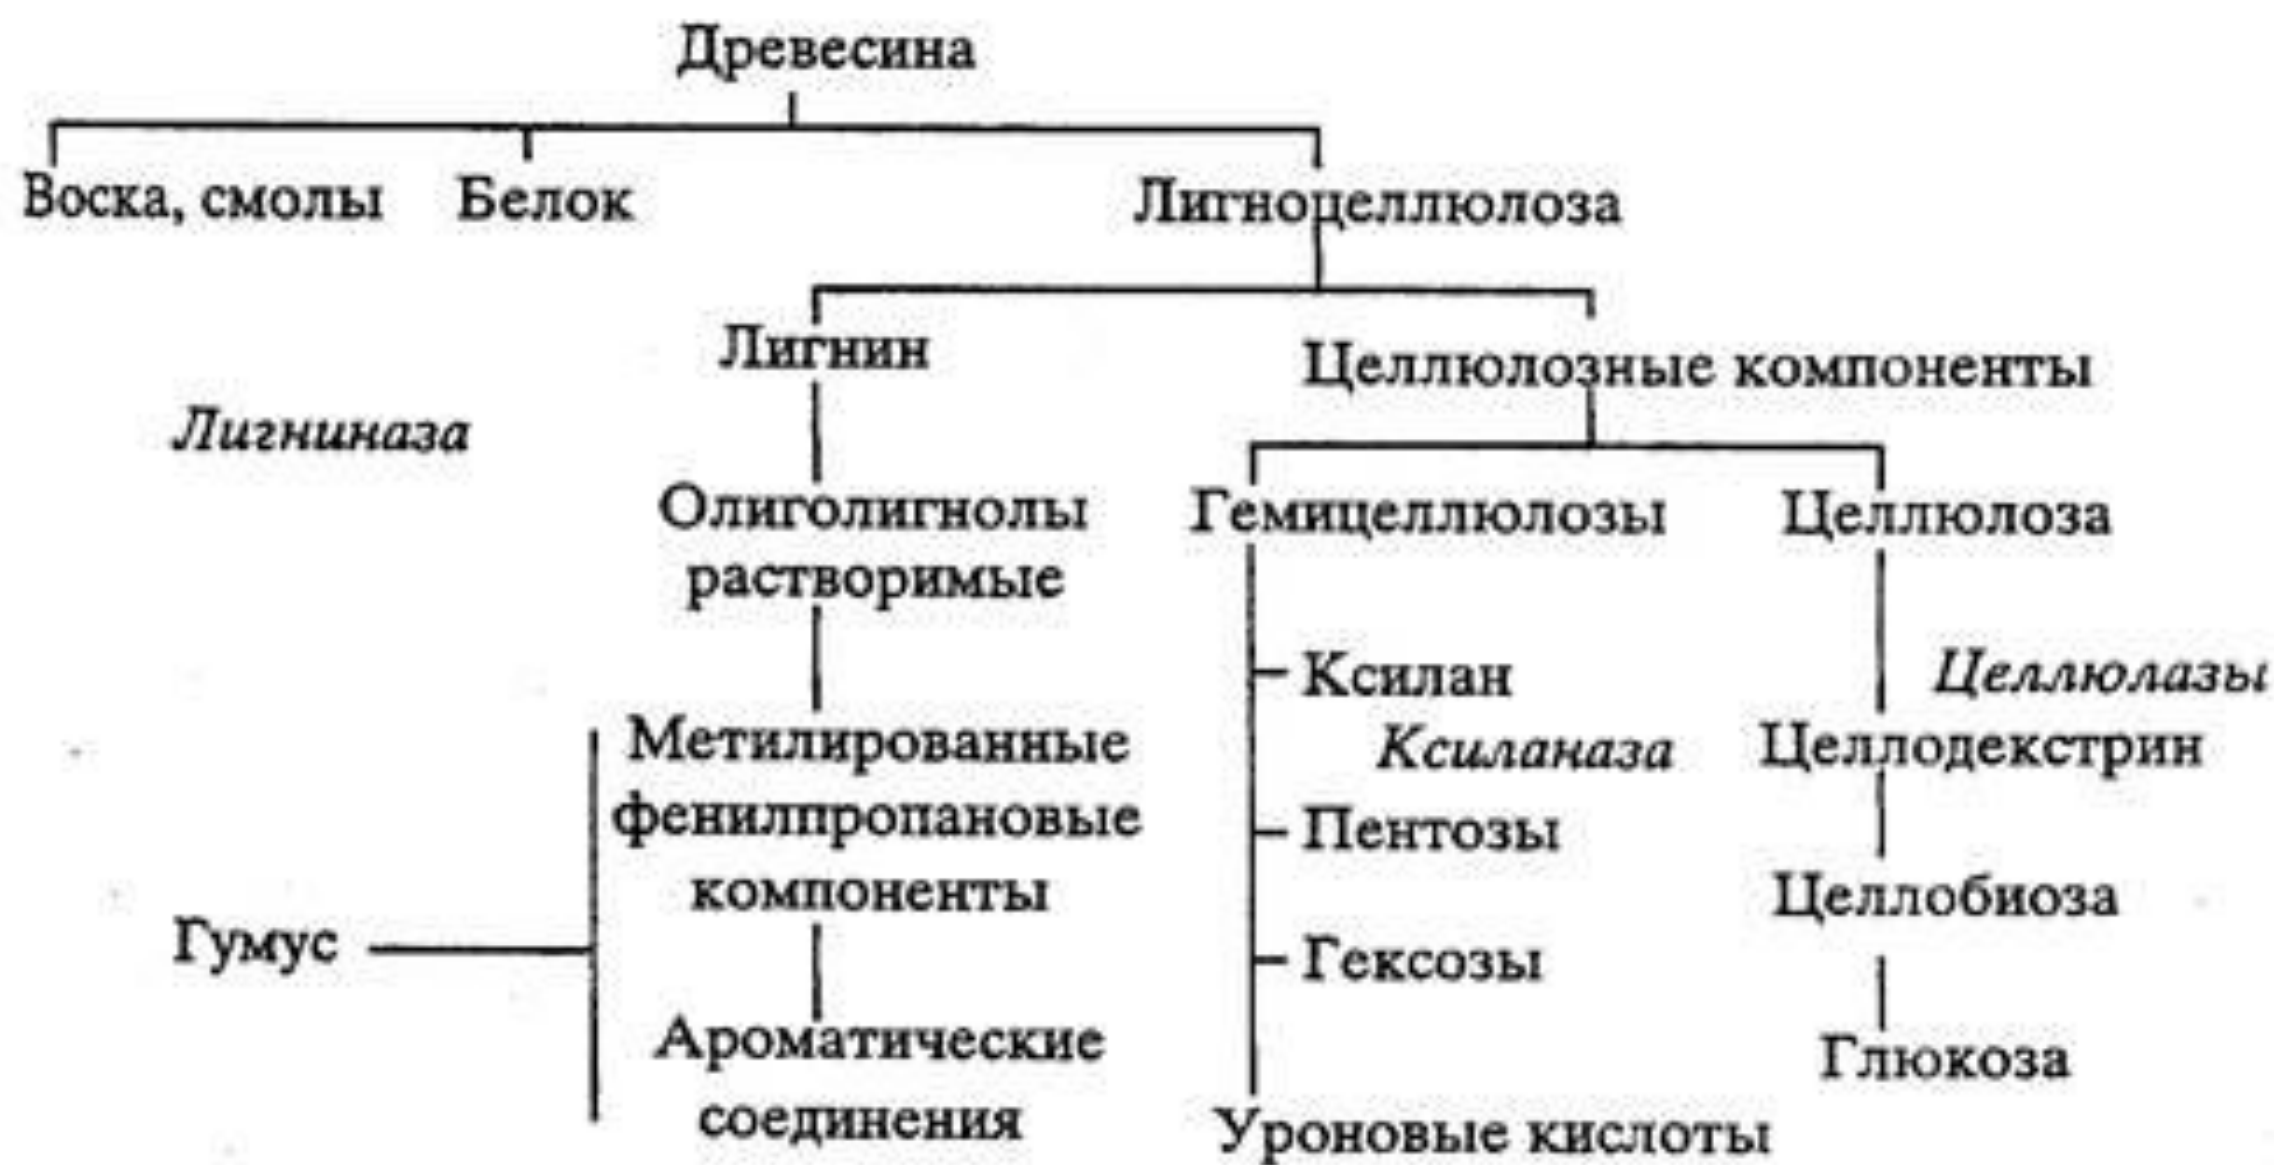 Древесина
Воска, смолы
Белок
Лигноцеллюлоза
Лигнин
Целлюлозные компоненты
Лигниназа
Олиголигнолы
растворимые
Гемицеллюлозы
Целлюлоза
Ксилан
Целлюлазы
Метилированные
фенилпропановые
компоненты
Ксиланаза
Целлодекстрин
Пентозы
Целлобиоза
Гумус
Гексозы
Ароматические
соединения
Глюкоза
Уроновые кислоты